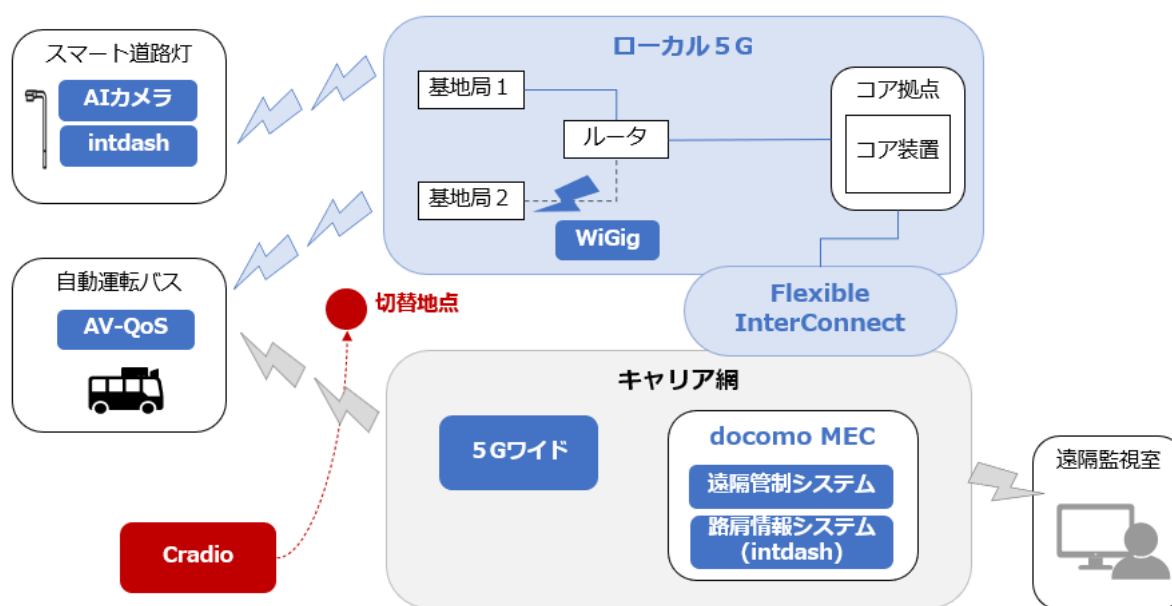 スマート道路灯
AIカメラ
intdash
ローカル５G
基地局１
ルータ
基地局２
WiGig
コア拠点
コア装置
自動運転バス
AV-QoS
切替地点
Flexible
InterConnect
キャリア網
５Gワイド
docomo MEC
遠隔管制システム
路肩情報システム
(intdash)
遠隔監視室
Cradio